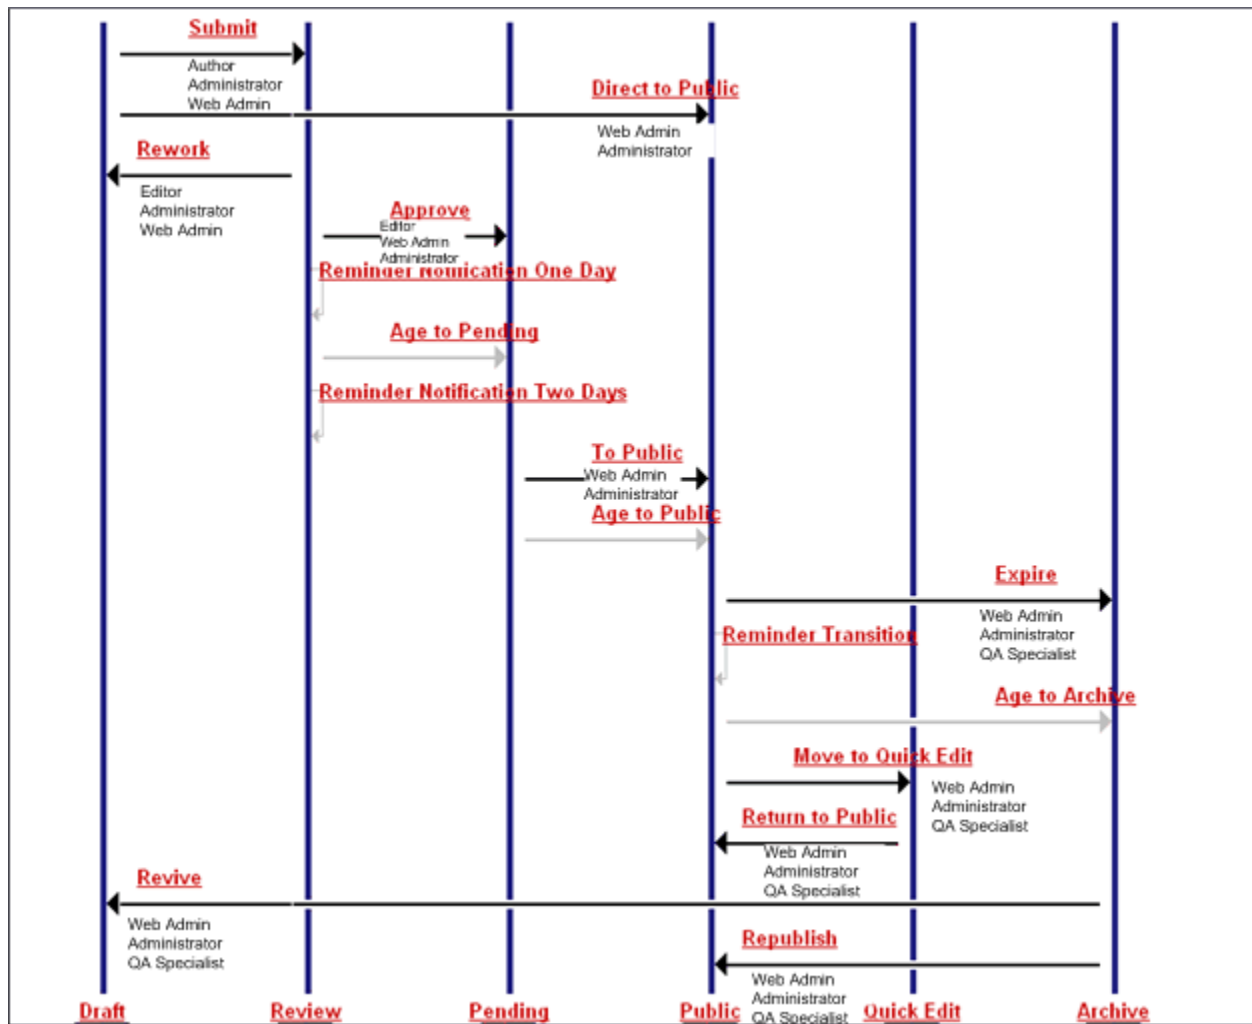 Submit
Author
Administrator
Web Admin
Direct to Public
Web Admin
Administrator
Rework
Editor
Administrator
Web Admin
Approve
Editor
Web Admin
Administrator
Reminder Notification One Day
Age to Pending
Reminder Notification Two Days
To Public
Web Admin
Administrator
Age to Public
Expire
Web Admin
Administrator
QA Specialist
Reminder Transition
Age to Archive
Move to Quick Edit
Web Admin
Administrator
QA Specialist
Return to Public
Web Admin
Administrator
QA Specialist
Revive
Web Admin
Administrator
QA Specialist
Republish
Web Admin
Administrator
QA Specialist
Draft Review Pending Public Quick Edit Archive